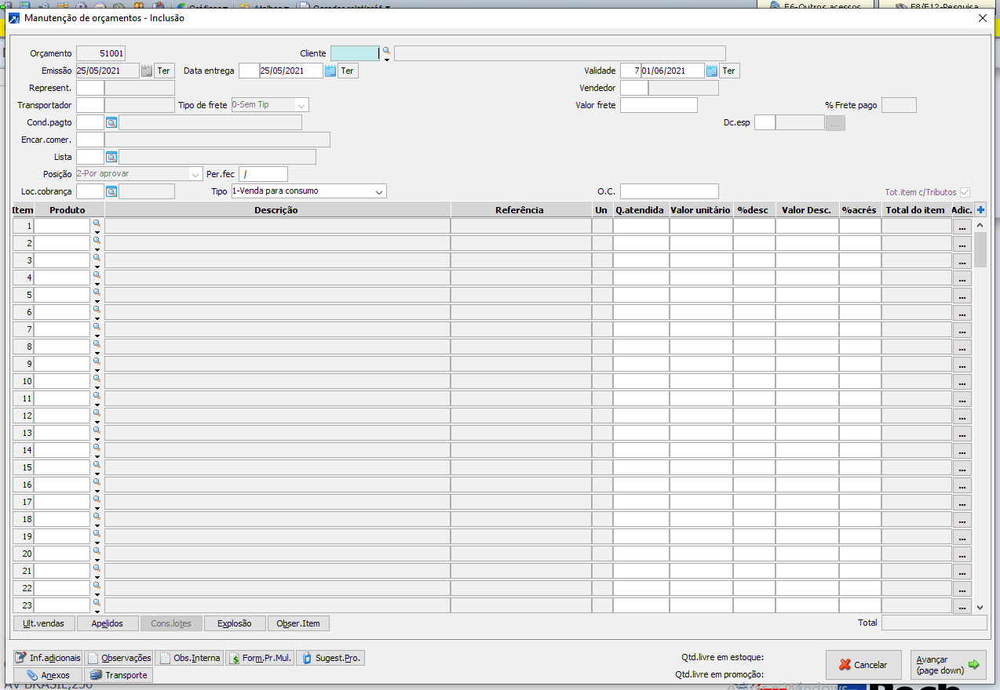 Gráficos Atalhos Gerador relat/gráf
F6-Outros acessos F8/F12-Pesquisa
Manutenção de orçamentos - Inclusão
Orçamento 51001 Cliente
Emissão 25/05/2021 Ter Data entrega 25/05/2021 Ter Validade 7 01/06/2021 Ter
Represent. Vendedor
Transportador Tipo de frete 0-Sem Tip Valor frete % Frete pago
Cond.pagto Dc.esp ...
Encar.comer.
Lista
Posição 2-Por aprovar Per.fec /
Loc.cobrança Tipo 1-Venda para consumo O.C. Tot.item c/Tributos
Item Produto Descrição Referência Un Q.atendida Valor unitário %desc Valor Desc. %acrés Total do item Adic.
1 ...
2 ...
3 ...
4 ...
5 ...
6 ...
7 ...
8 ...
9 ...
10 ...
11 ...
12 ...
13 ...
14 ...
15 ...
16 ...
17 ...
18 ...
19 ...
20 ...
21 ...
22 ...
23 ...
Ult.vendas Apelidos Cons.lotes Explosão Obser.Item Total
Inf.adicionais Observações Obs.Interna Form.Pr.Mul. Sugest.Pro. Qtd.livre em estoque: Cancelar Avançar
(page down)
Anexos Transporte Qtd.livre em promoção:
AV BRASIL,250